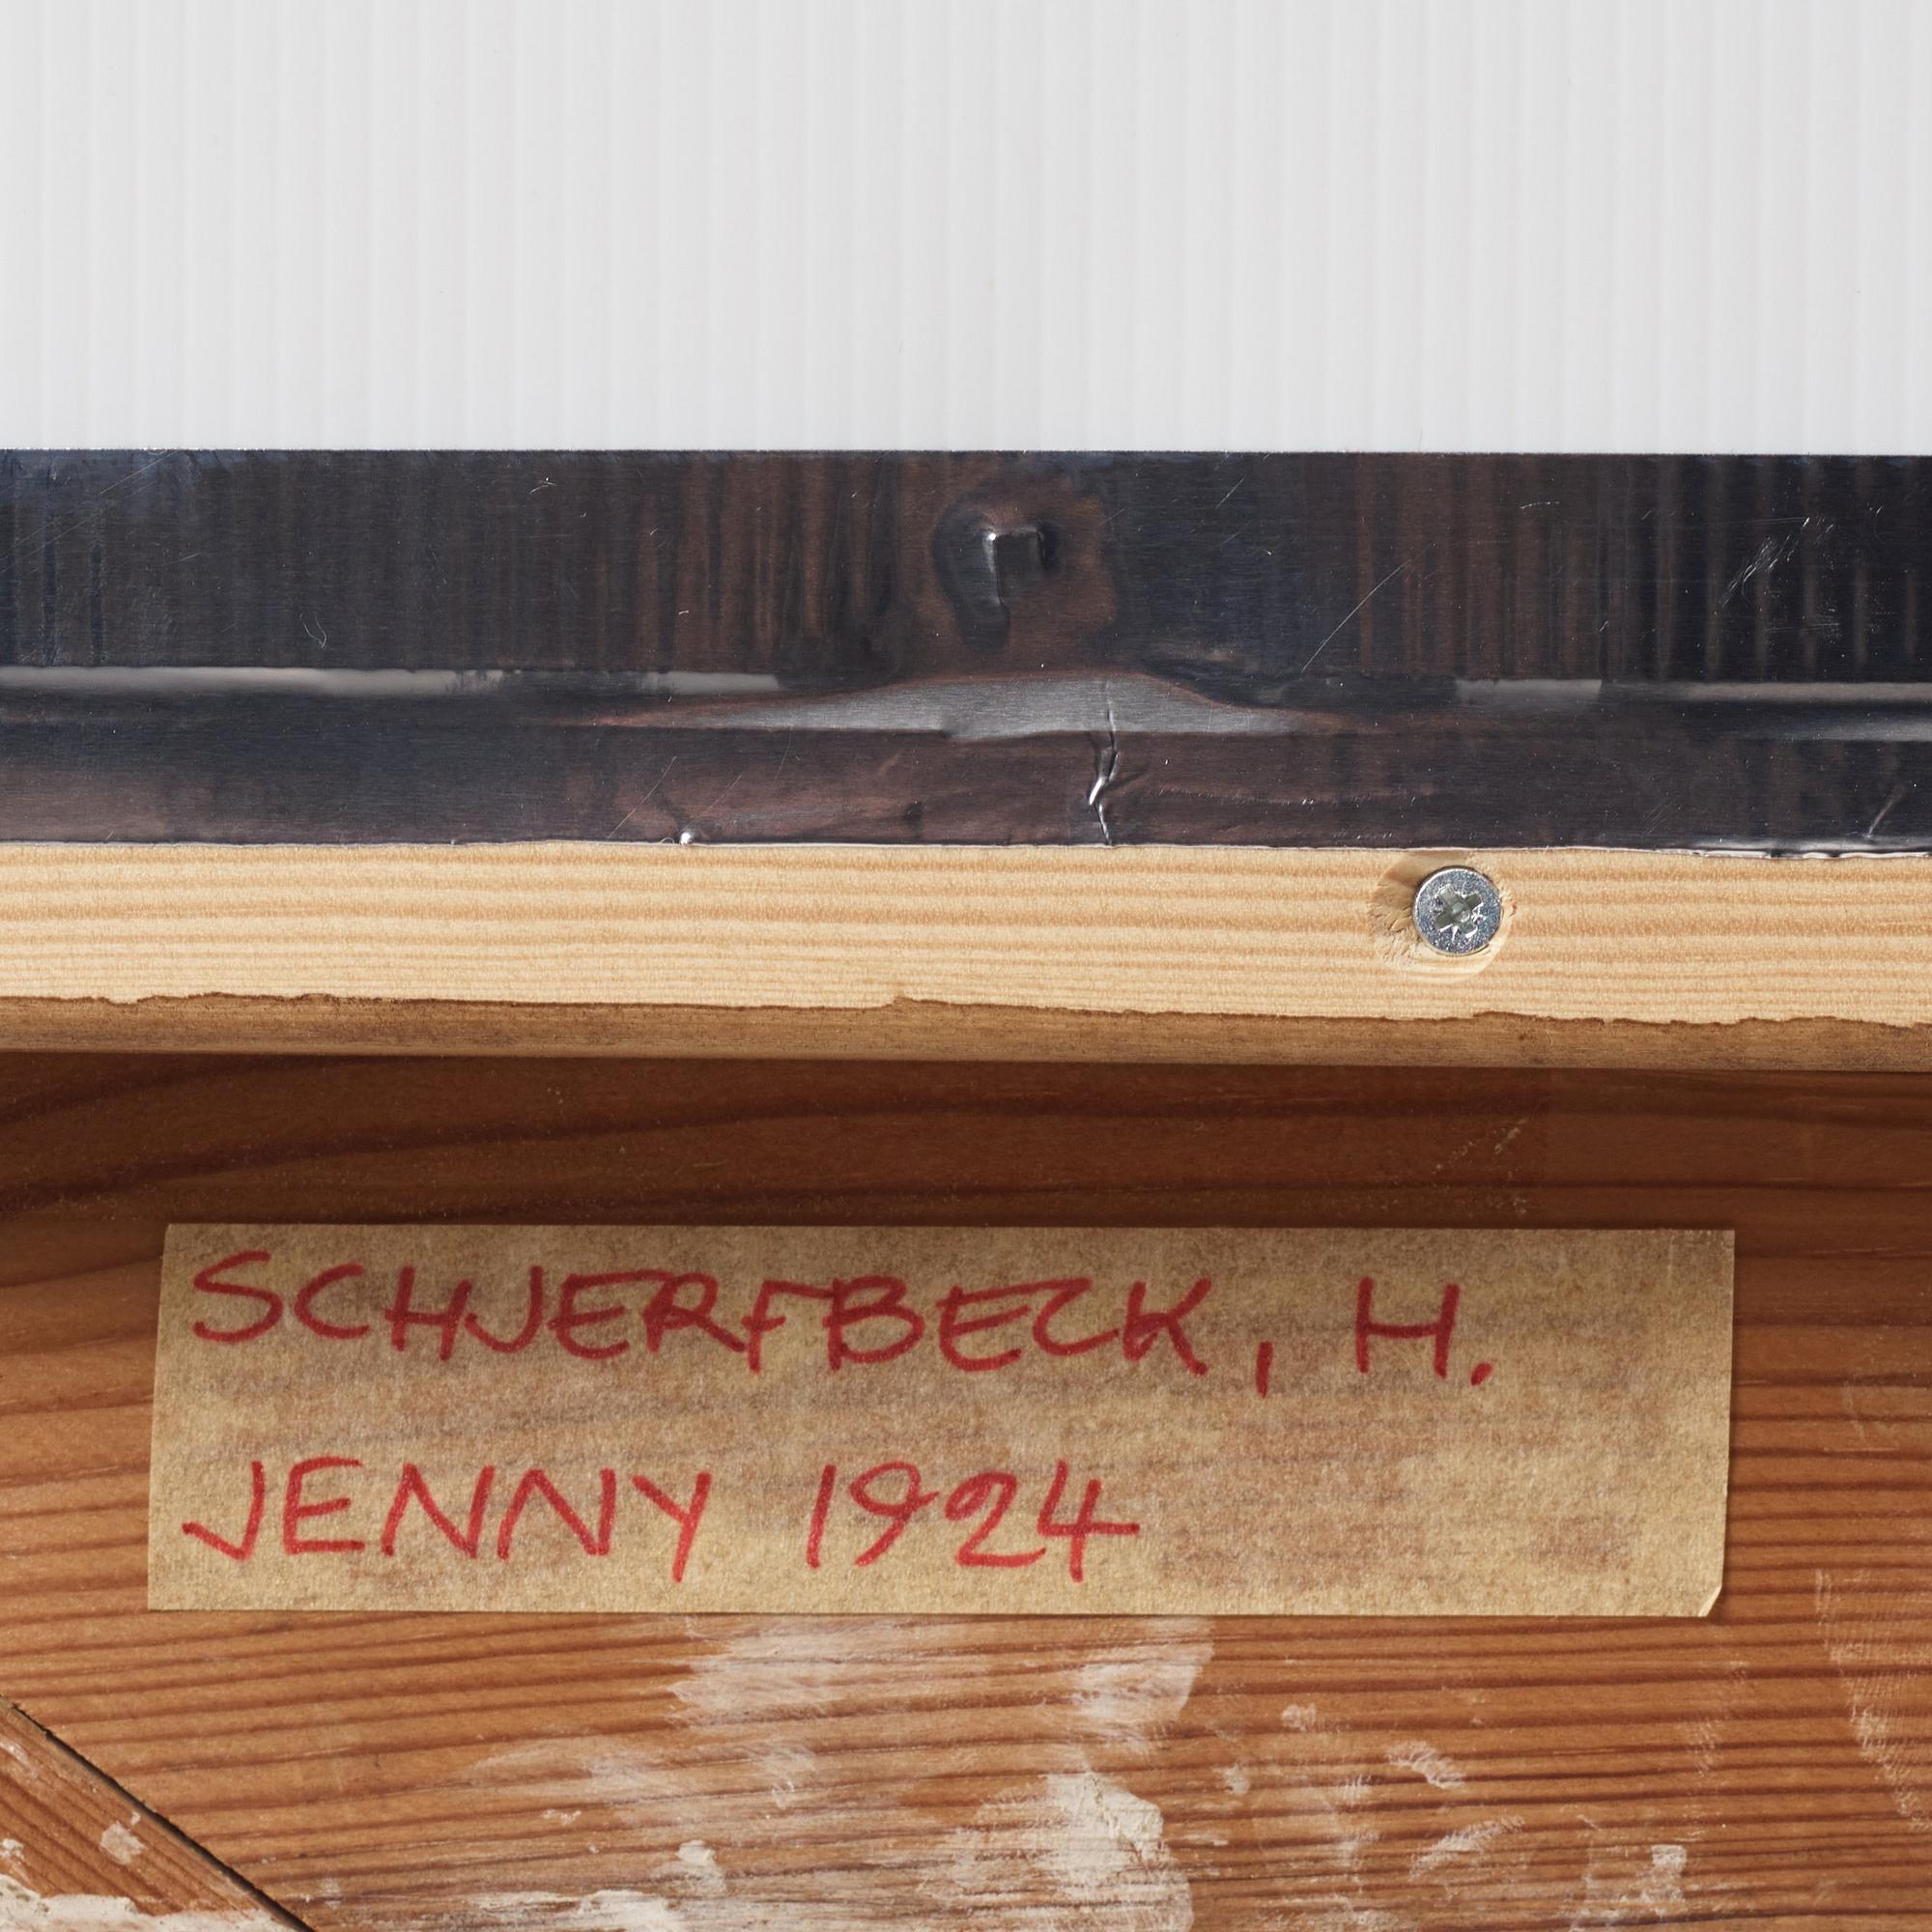 SCHJERFBECK, H.
JENNY 1924